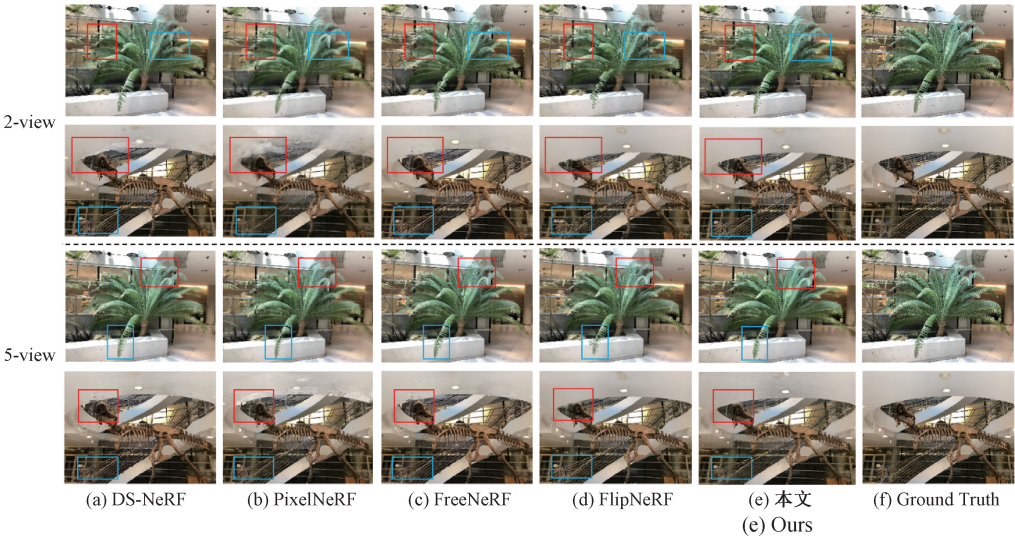 2-view
5-view
(a) DS-NeRF
(b) PixelNeRF
(c) FreeNeRF
(d) FlipNeRF
(e) 本文
(f) Ground Truth
(e) Ours